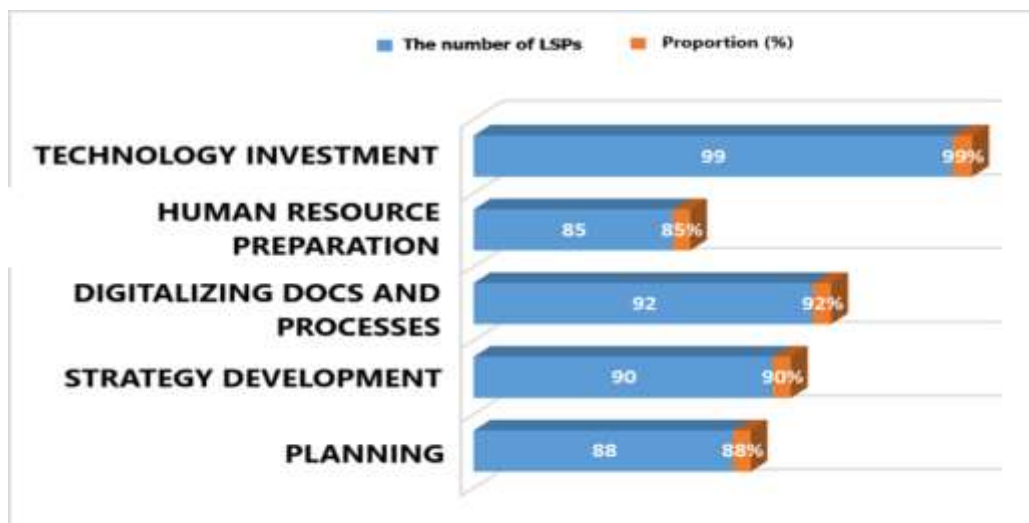 The number of LSPs Proportion (%)
TECHNOLOGY INVESTMENT 99 99%
HUMAN RESOURCE
PREPARATION 85 85%
DIGITALIZING DOCS AND
PROCESSES 92 92%
STRATEGY DEVELOPMENT 90 90%
PLANNING 88 88%